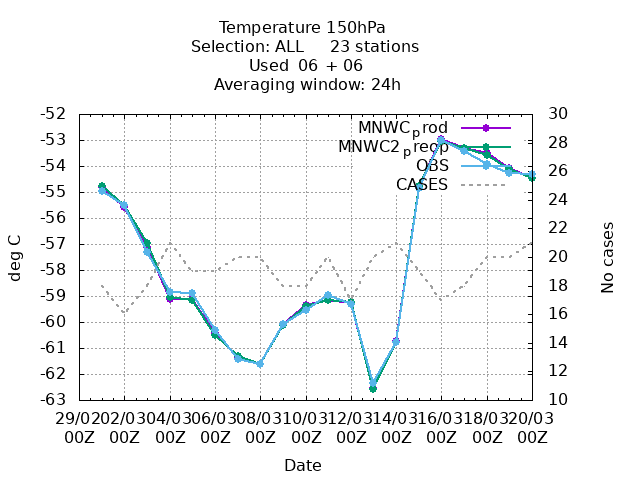 Temperature 150hPa
Selection: ALL     23 stations
Used  06 + 06
Averaging window: 24h
-52
-53
-54
-55
-56
-57
-58
-59
-60
-61
-62
-63
deg C
MNWCprod
MNWC2preop
OBS
CASES
30
28
26
24
22
20
18
16
14
12
10
No cases
29/02 02/03 04/03 06/03 08/03 10/03 12/03 14/03 16/03 18/03 20/03
00Z 00Z 00Z 00Z 00Z 00Z 00Z 00Z 00Z 00Z 00Z
Date